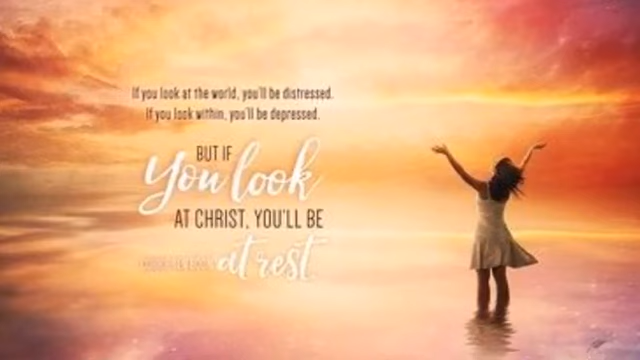 If you look at the world, you'll be distressed.
If you look within, you'll be depressed.
BUT IF
you look
AT CHRIST, YOU'LL BE
at rest